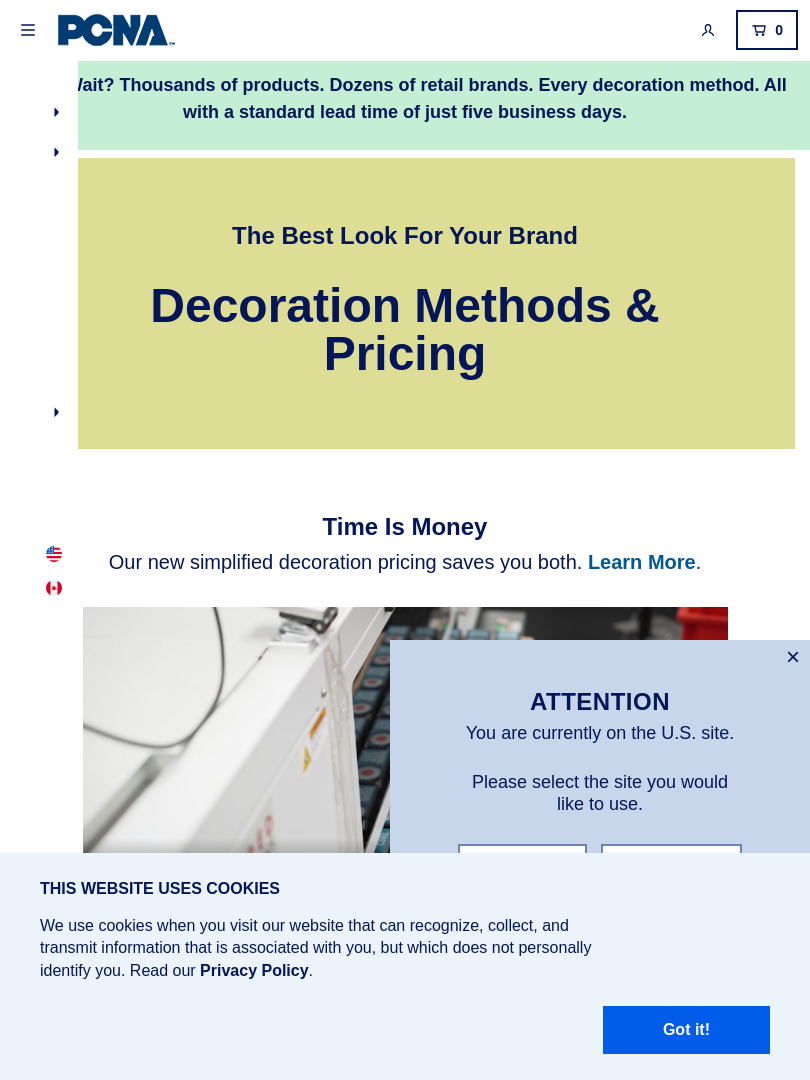 PCNA
0
Wait? Thousands of products. Dozens of retail brands. Every decoration method. All
with a standard lead time of just five business days.
The Best Look For Your Brand
Decoration Methods &
Pricing
Time Is Money
Our new simplified decoration pricing saves you both. Learn More.
ATTENTION
You are currently on the U.S. site.
Please select the site you would
like to use.
THIS WEBSITE USES COOKIES
We use cookies when you visit our website that can recognize, collect, and
transmit information that is associated with you, but which does not personally
identify you. Read our Privacy Policy.
Got it!